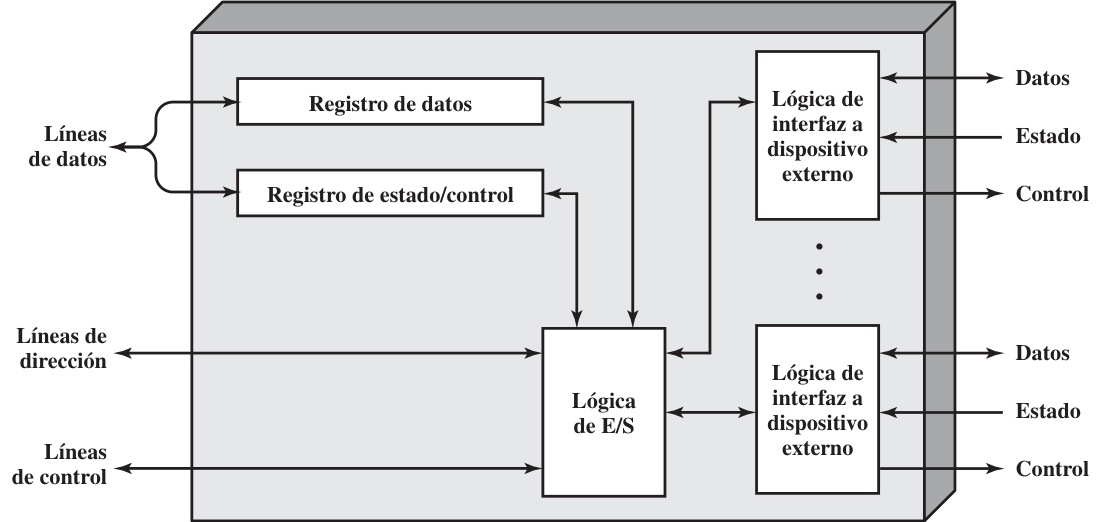 Líneas
de datos
Registro de datos
Registro de estado/control
Lógica de
interfaz a
dispositivo
externo
Datos
Estado
Control
Líneas de
dirección
Líneas
de control
Lógica
de E/S
Lógica de
interfaz a
dispositivo
externo
Datos
Estado
Control